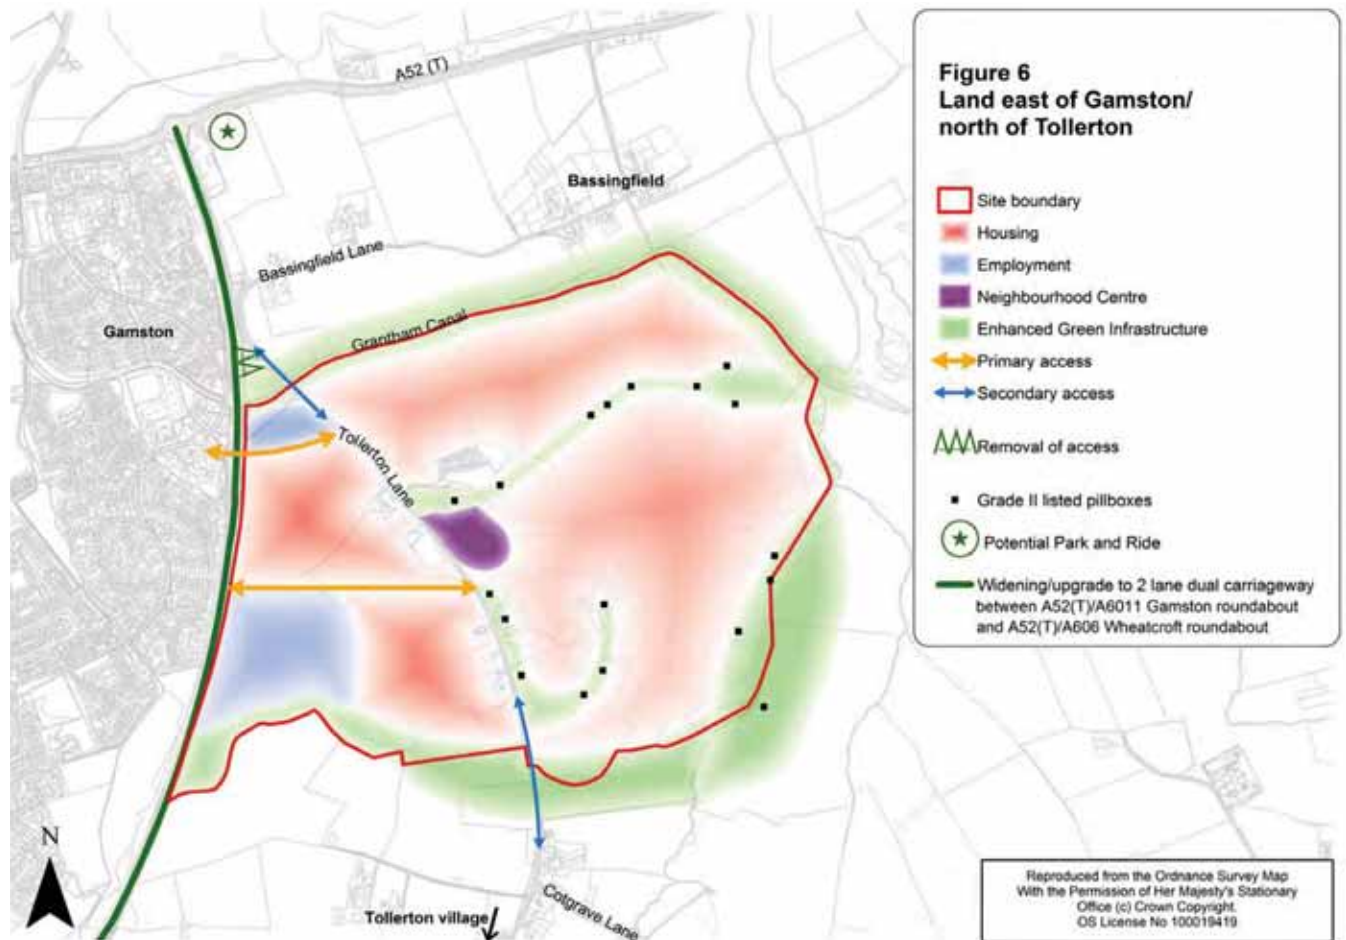 A52 (T)
Bassingfield
Bassingfield Lane
Gamston
Grantham Canal
Tollerton Lane
N
Tollerton village
Cotgrave Lane
Figure 6
Land east of Gamston/
north of Tollerton
Site boundary
Housing
Employment
Neighbourhood Centre
Enhanced Green Infrastructure
Primary access
Secondary access
Removal of access
Grade II listed pillboxes
Potential Park and Ride
Widening/upgrade to 2 lane dual carriageway
between A52(T)/A6011 Gamston roundabout
and A52(T)/A606 Wheatcroft roundabout
Reproduced from the Ordnance Survey Map
With the Permission of Her Majesty's Stationary
Office (c) Crown Copyright.
OS License No 100019419